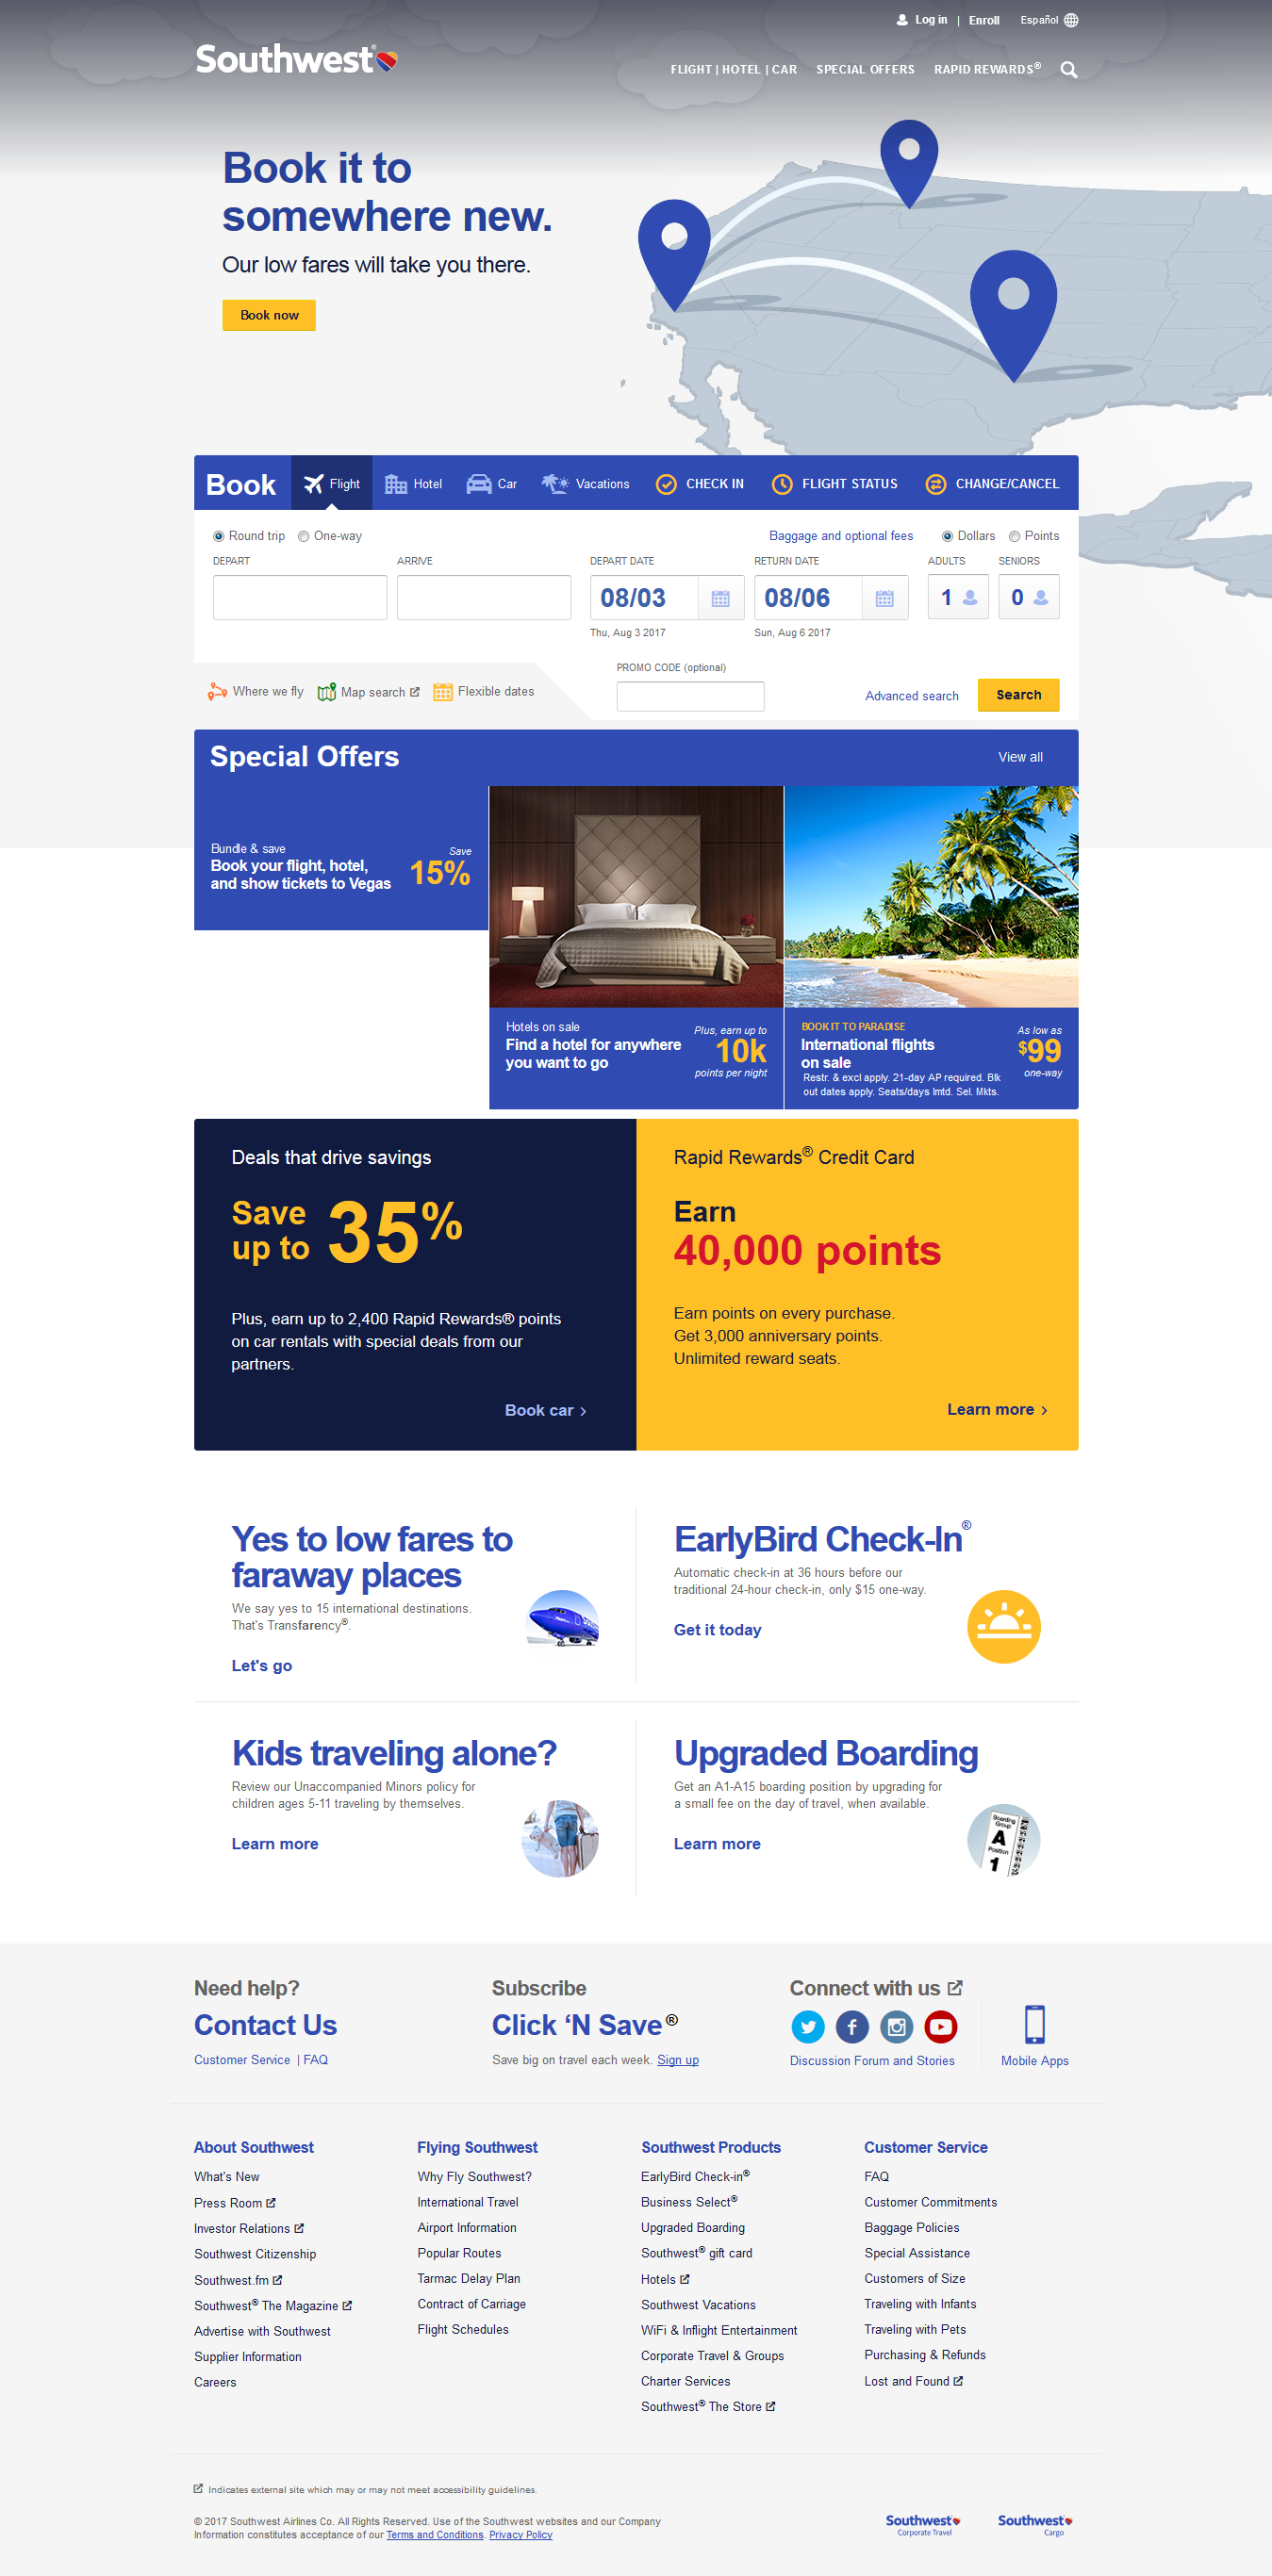 Log in | Enroll Español
Southwest®
FLIGHT | HOTEL | CAR SPECIAL OFFERS RAPID REWARDS®
Book it to
somewhere new.
Our low fares will take you there.
Book now
Book Flight Hotel Car Vacations CHECK IN FLIGHT STATUS CHANGE/CANCEL
Round trip One-way Baggage and optional fees Dollars Points
DEPART ARRIVE DEPART DATE RETURN DATE ADULTS SENIORS
08/03 08/06 1 0
Thu, Aug 3 2017 Sun, Aug 6 2017
PROMO CODE (optional)
Where we fly Map search Flexible dates
Advanced search Search
Special Offers View all
Bundle & save
Book your flight, hotel,
and show tickets to Vegas
Save
15%
Hotels on sale
Find a hotel for anywhere
you want to go
Plus, earn up to
10k
points per night
BOOK IT TO PARADISE
International flights
on sale
Restr. & excl apply. 21-day AP required. Blk
out dates apply. Seats/days lmtd. Sel. Mkts.
As low as
$99
one-way
Deals that drive savings
Save
up to 35%
Plus, earn up to 2,400 Rapid Rewards® points
on car rentals with special deals from our
partners.
Book car
Rapid Rewards® Credit Card
Earn
40,000 points
Earn points on every purchase.
Get 3,000 anniversary points.
Unlimited reward seats.
Learn more
Yes to low fares to
faraway places
We say yes to 15 international destinations.
That's Transfarency®.
Let's go
EarlyBird Check-In®
Automatic check-in at 36 hours before our
traditional 24-hour check-in, only $15 one-way.
Get it today
Kids traveling alone?
Review our Unaccompanied Minors policy for
children ages 5-11 traveling by themselves.
Learn more
Upgraded Boarding
Get an A1-A15 boarding position by upgrading for
a small fee on the day of travel, when available.
Learn more
Boarding
Group
A
Position
1
Need help?
Contact Us
Customer Service | FAQ
Subscribe
Click ‘N Save®
Save big on travel each week. Sign up
Connect with us
Discussion Forum and Stories
Mobile Apps
About Southwest
What's New
Press Room
Investor Relations
Southwest Citizenship
Southwest.fm
Southwest® The Magazine
Advertise with Southwest
Supplier Information
Careers
Flying Southwest
Why Fly Southwest?
International Travel
Airport Information
Popular Routes
Tarmac Delay Plan
Contract of Carriage
Flight Schedules
Southwest Products
EarlyBird Check-in®
Business Select®
Upgraded Boarding
Southwest® gift card
Hotels
Southwest Vacations
WiFi & Inflight Entertainment
Corporate Travel & Groups
Charter Services
Southwest® The Store
Customer Service
FAQ
Customer Commitments
Baggage Policies
Special Assistance
Customers of Size
Traveling with Infants
Traveling with Pets
Purchasing & Refunds
Lost and Found
Indicates external site which may or may not meet accessibility guidelines.
© 2017 Southwest Airlines Co. All Rights Reserved. Use of the Southwest websites and our Company
Information constitutes acceptance of our Terms and Conditions. Privacy Policy
Southwest
Corporate Travel
Southwest
Cargo